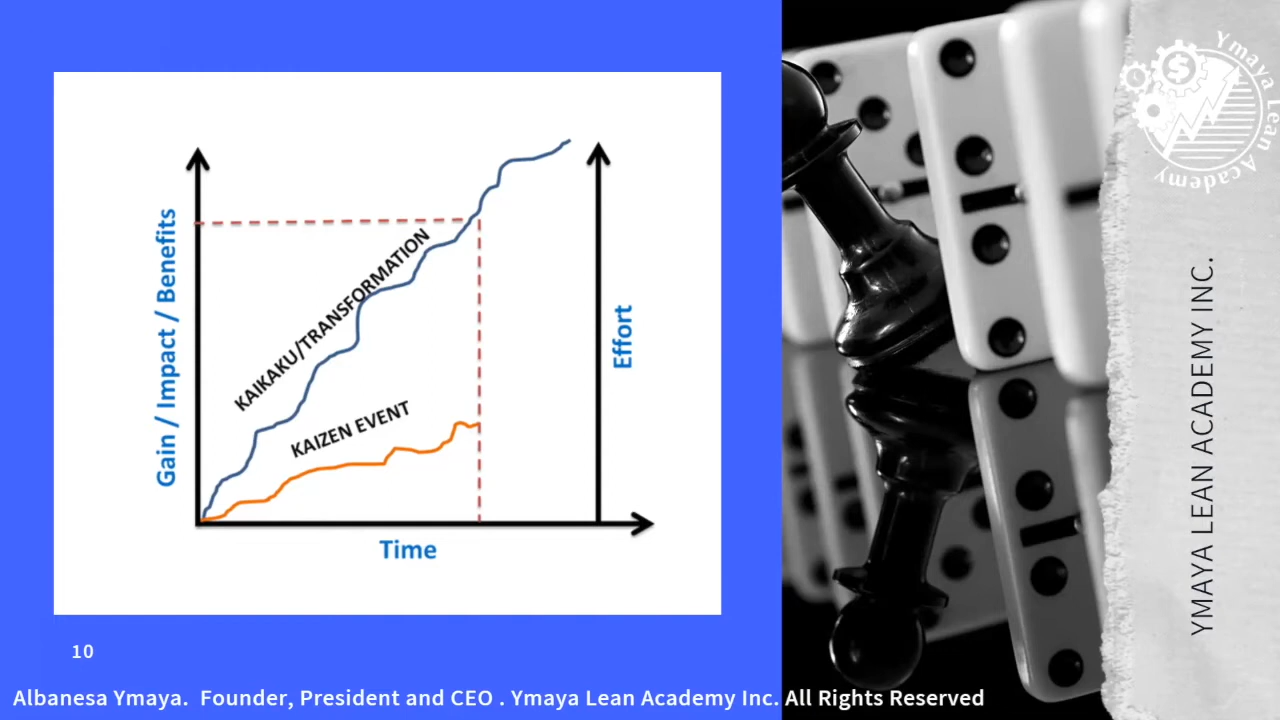 Gain / Impact / Benefits
KAIKAKU/TRANSFORMATION
KAIZEN EVENT
Effort
Time
10
Albanesa Ymaya.  Founder, President and CEO . Ymaya Lean Academy Inc. All Rights Reserved
Ymaya Lean Academy
$
YMAYA LEAN ACADEMY INC.